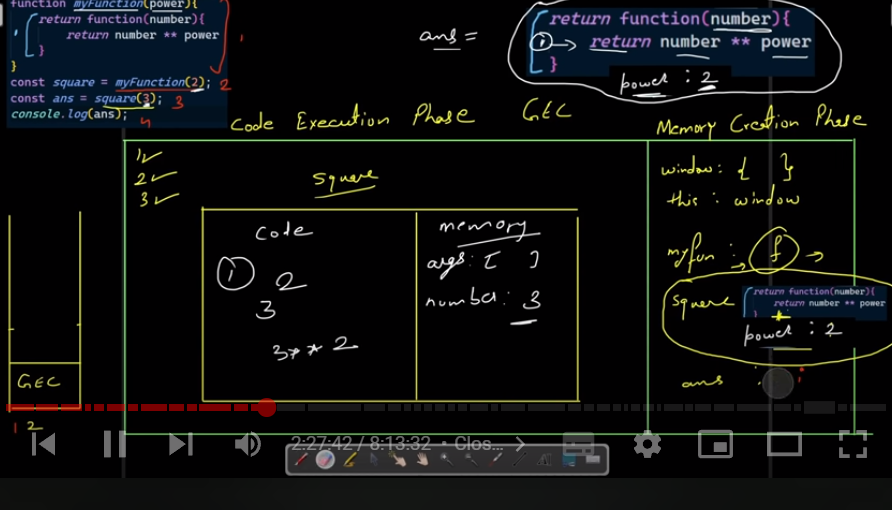 function myFunction(power){
return function(number){
return number ** power
}
}
const square = myFunction(2); 2
const ans = square(3); 3
console.log(ans); 4
ans =
return function(number){
1 return number ** power
}
power : 2
Code Execution Phase GEC
Memory Creation Phase
1
2
3
square
code
1 2
3
3** 2
memory
args: [ ]
number: 3
window: { }
this : window
myfun : f
square
return function(number){
return number ** power
}
power : 2
ans :
GEC
1 2
2:27:42 / 8:13:32 • Clos... >